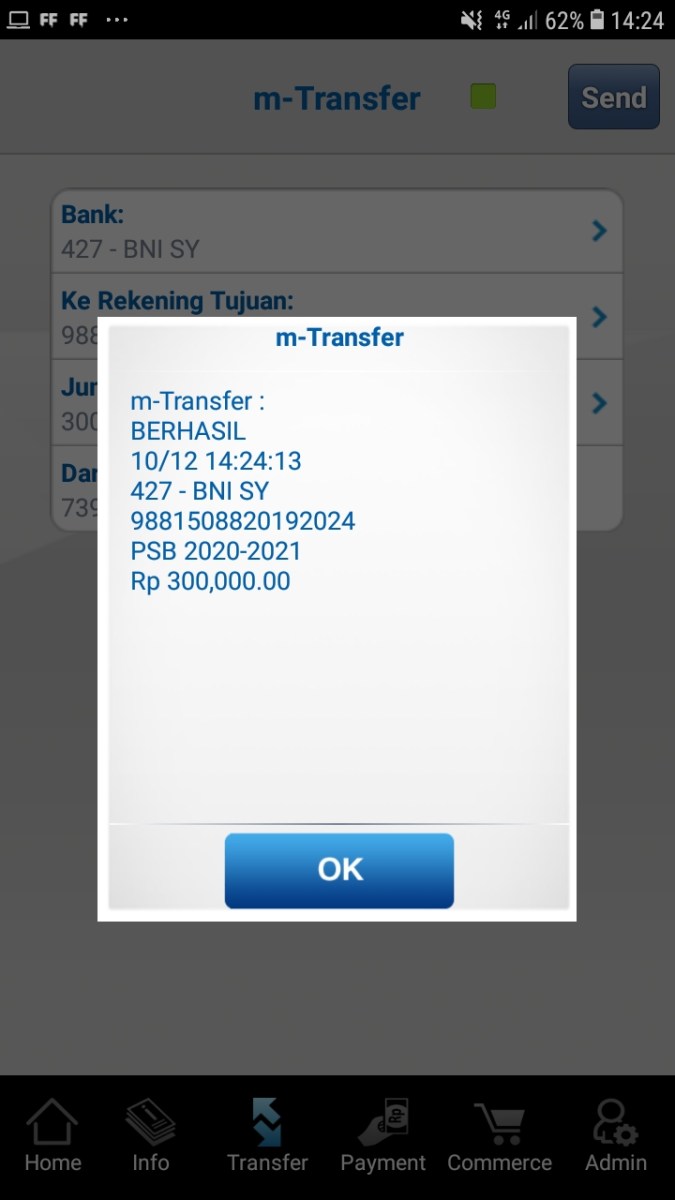 FF FF ...
4G 62% 14:24
m-Transfer
Send
Bank:
427 - BNI SY
Ke Rekening Tujuan:
988
Jun
300
Dar
739
m-Transfer
m-Transfer :
BERHASIL
10/12 14:24:13
427 - BNI SY
9881508820192024
PSB 2020-2021
Rp 300,000.00
OK
Rp
Home
Info
Transfer
Payment
Commerce
Admin